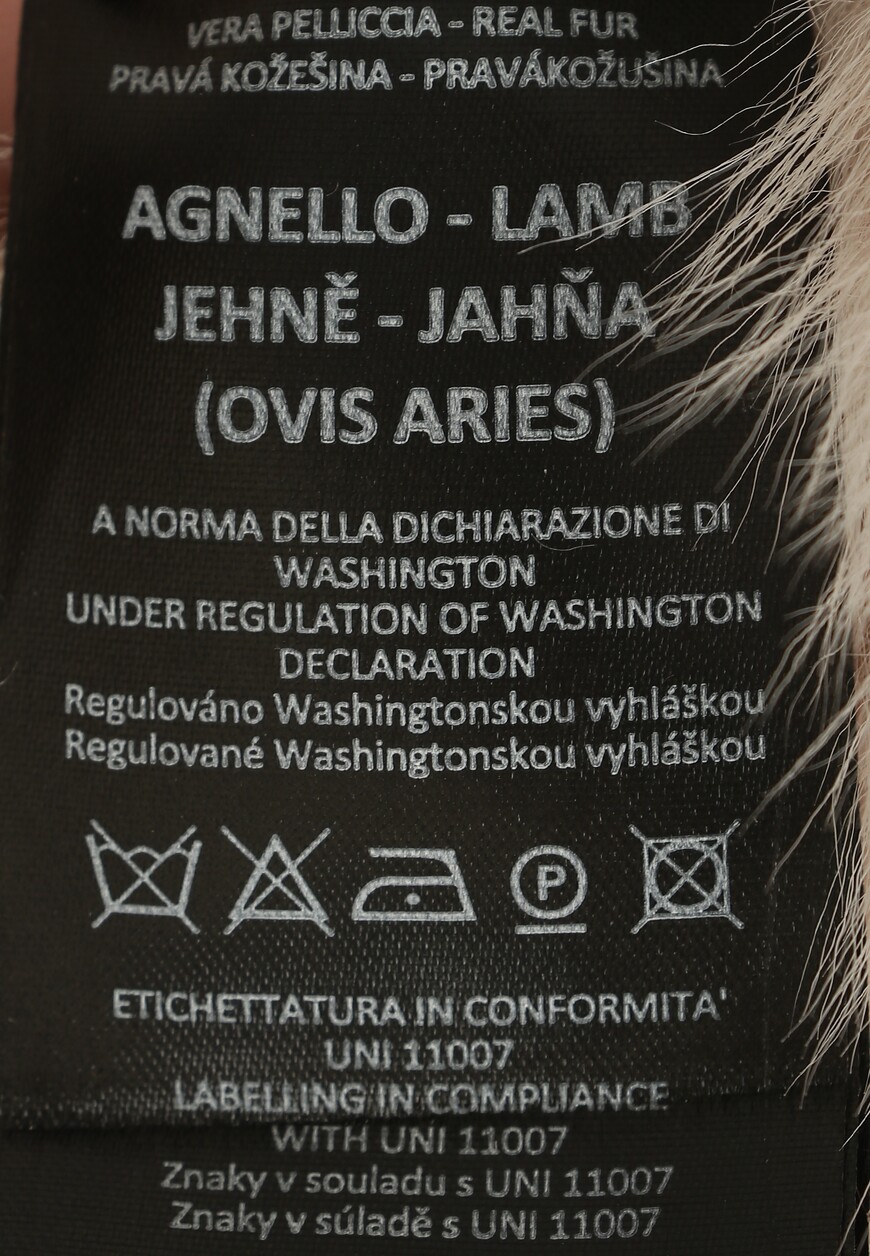 VERA PELLICCIA - REAL FUR
PRAVÁ KOŽEŠINA - PRAVÁKOŽUŠINA
AGNELLO - LAMB
JEHNĚ - JAHŇA
(OVIS ARIES)
A NORMA DELLA DICHIARAZIONE DI
WASHINGTON
UNDER REGULATION OF WASHINGTON
DECLARATION
Regulováno Washingtonskou vyhláškou
Regulované Washingtonskou vyhláškou
P
ETICHETTATURA IN CONFORMITA'
UNI 11007
LABELLING IN COMPLIANCE
WITH UNI 11007
Znaky v souladu s UNI 11007
Znaky v súladě s UNI 11007